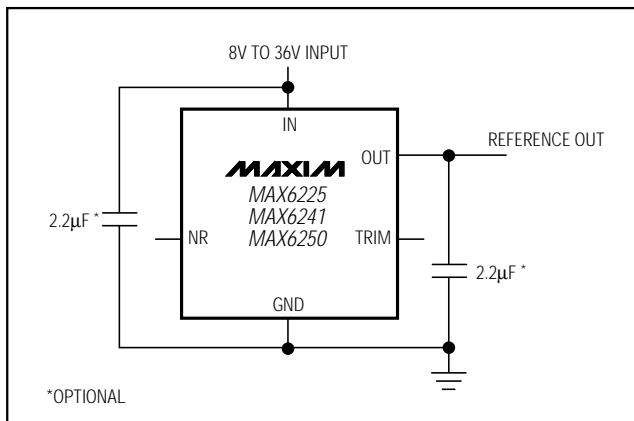 8V TO 36V INPUT
IN
OUT
REFERENCE OUT
MAXIM
MAX6225
MAX6241
MAX6250
2.2μF *
NR
TRIM
2.2μF *
GND
*OPTIONAL